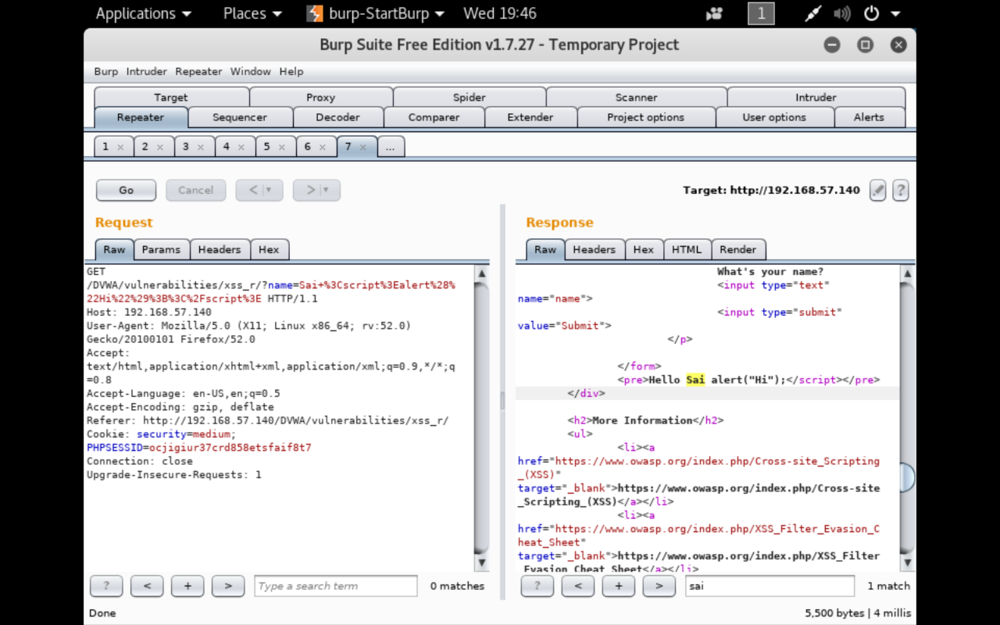 Applications Places burp-StartBurp Wed 19:46 1
Burp Suite Free Edition v1.7.27 - Temporary Project
Burp Intruder Repeater Window Help
Target Proxy Spider Scanner Intruder
Repeater Sequencer Decoder Comparer Extender Project options User options Alerts
1 × 2 × 3 × 4 × 5 × 6 × 7 × ...
Go Cancel < > Target: http://192.168.57.140 ?
Request
Raw Params Headers Hex
GET
/DVWA/vulnerabilities/xss_r/?name=Sai+%3Cscript%3Ealert%28%
22Hi%22%29%3B%3C%2Fscript%3E HTTP/1.1
Host: 192.168.57.140
User-Agent: Mozilla/5.0 (X11; Linux x86_64; rv:52.0)
Gecko/20100101 Firefox/52.0
Accept:
text/html,application/xhtml+xml,application/xml;q=0.9,*/*;q
=0.8
Accept-Language: en-US,en;q=0.5
Accept-Encoding: gzip, deflate
Referer: http://192.168.57.140/DVWA/vulnerabilities/xss_r/
Cookie: security=medium;
PHPSESSID=ocjigiur37crd858etsfaif8t7
Connection: close
Upgrade-Insecure-Requests: 1
? < + > Type a search term 0 matches
Response
Raw Headers Hex HTML Render
What's your name?
<input type="text"
name="name">
<input type="submit"
value="Submit">
</p>
</form>
<pre>Hello Sai alert("Hi");</script></pre>
</div>
<h2>More Information</h2>
<ul>
<li><a
href="https://www.owasp.org/index.php/Cross-site_Scripting
_(XSS)"
target="_blank">https://www.owasp.org/index.php/Cross-site
_Scripting_(XSS)</a></li>
<li><a
href="https://www.owasp.org/index.php/XSS_Filter_Evasion_C
heat_Sheet"
target="_blank">https://www.owasp.org/index.php/XSS_Filter
_Evasion_Cheat_Sheet</a></li>
? < + > sai 1 match
Done 5,500 bytes | 4 millis